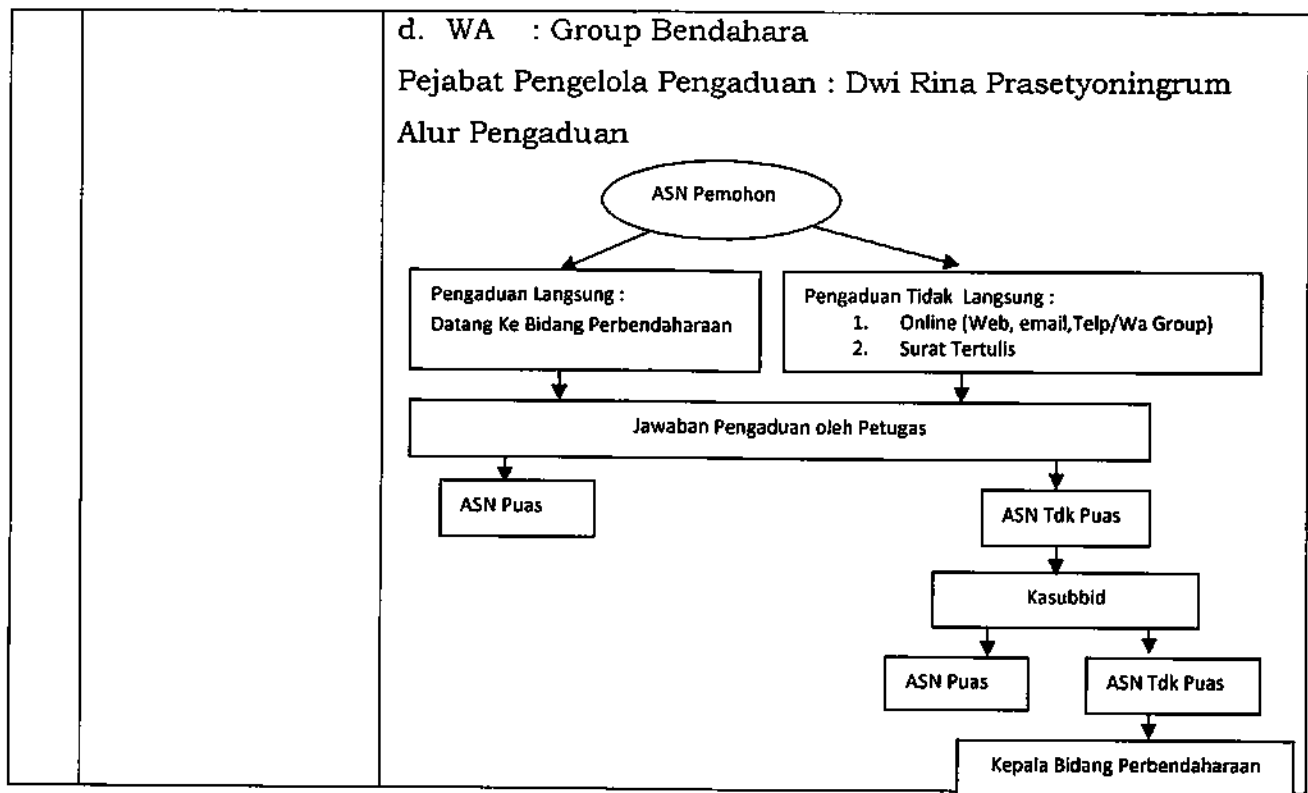 d. WA : Group Bendahara
Pejabat Pengelola Pengaduan : Dwi Rina Prasetyoningrum
Alur Pengaduan
ASN Pemohon
Pengaduan Langsung :
Datang Ke Bidang Perbendaharaan
Pengaduan Tidak Langsung :
1. Online (Web, email,Telp/Wa Group)
2. Surat Tertulis
Jawaban Pengaduan oleh Petugas
ASN Puas
ASN Tdk Puas
Kasubbid
ASN Puas
ASN Tdk Puas
Kepala Bidang Perbendaharaan